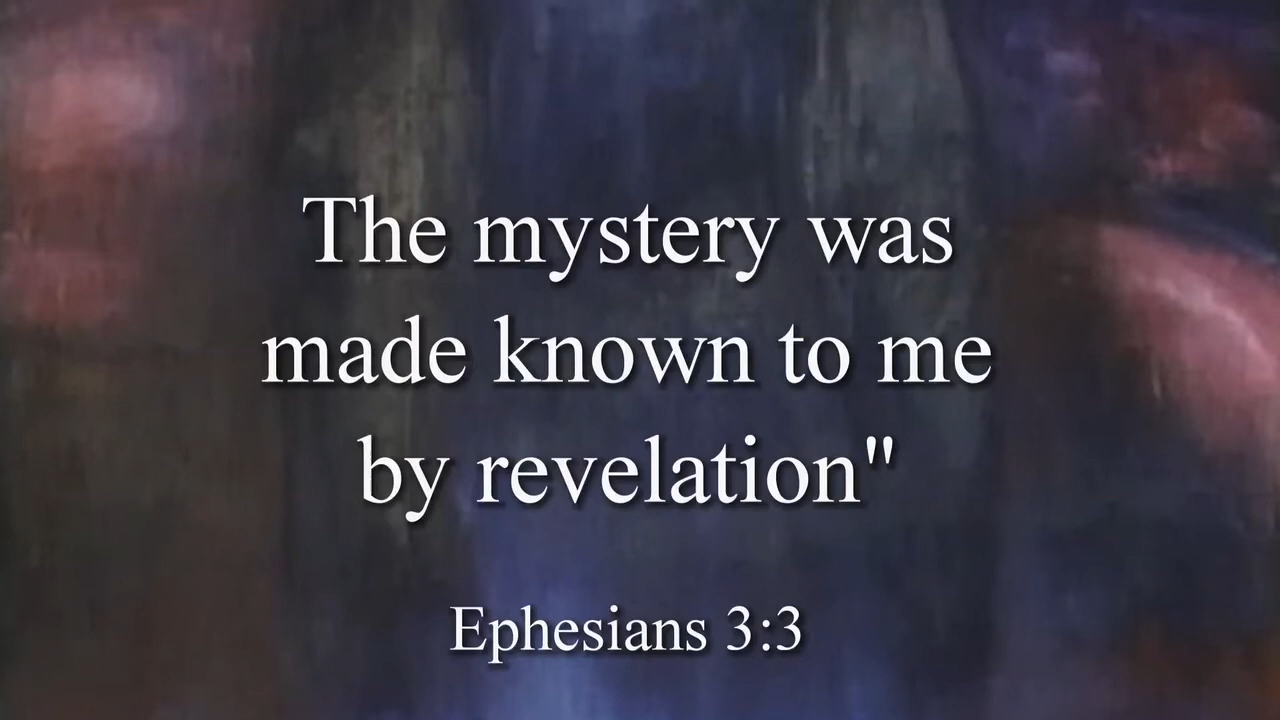 The mystery was
made known to me
by revelation"
Ephesians 3:3